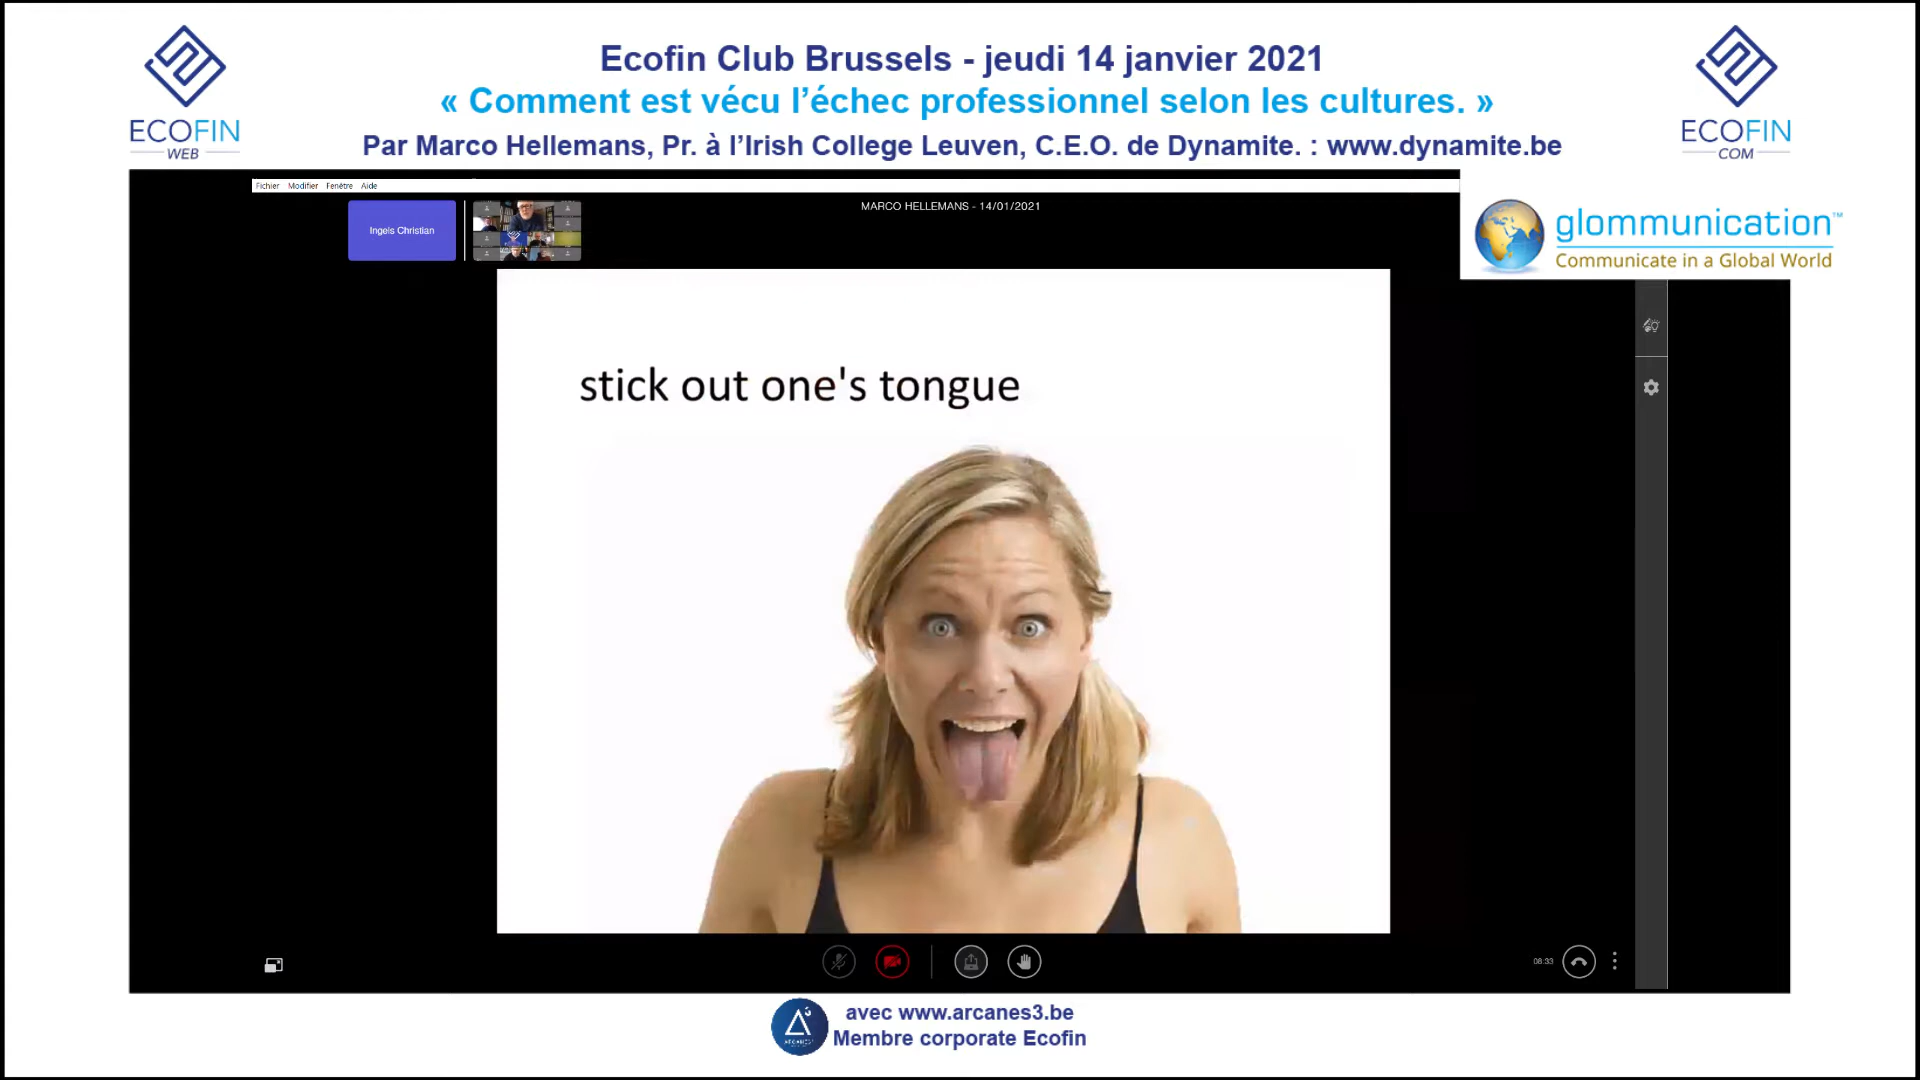 Ecofin Club Brussels - jeudi 14 janvier 2021
« Comment est vécu l’échec professionnel selon les cultures. »
Par Marco Hellemans, Pr. à l’Irish College Leuven, C.E.O. de Dynamite. : www.dynamite.be
ECOFIN
WEB
ECOFIN
COM
Fichier Modifier Fenêtre Aide
MARCO HELLEMANS - 14/01/2021
Ingels Christian
glommunication™
Communicate in a Global World
stick out one's tongue
08:33
ARCANES³
avec www.arcanes3.be
Membre corporate Ecofin